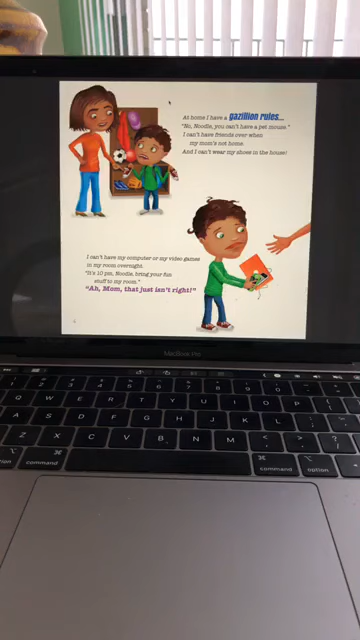 At home I have a gazillion rules...
"No, Noodle, you can't have a pet mouse."
I can't have friends over when
my mom's not home.
And I can't wear my shoes in the house!
I can't have my computer or my video games
in my room overnight.
"It's 10 pm, Noodle, bring your fun
stuff to my room."
"Ah, Mom, that just isn't right!"
MacBook Pro
Q W E R T Y U I O P
A S D F G H J K L
Z X C V B N M
command
command
option